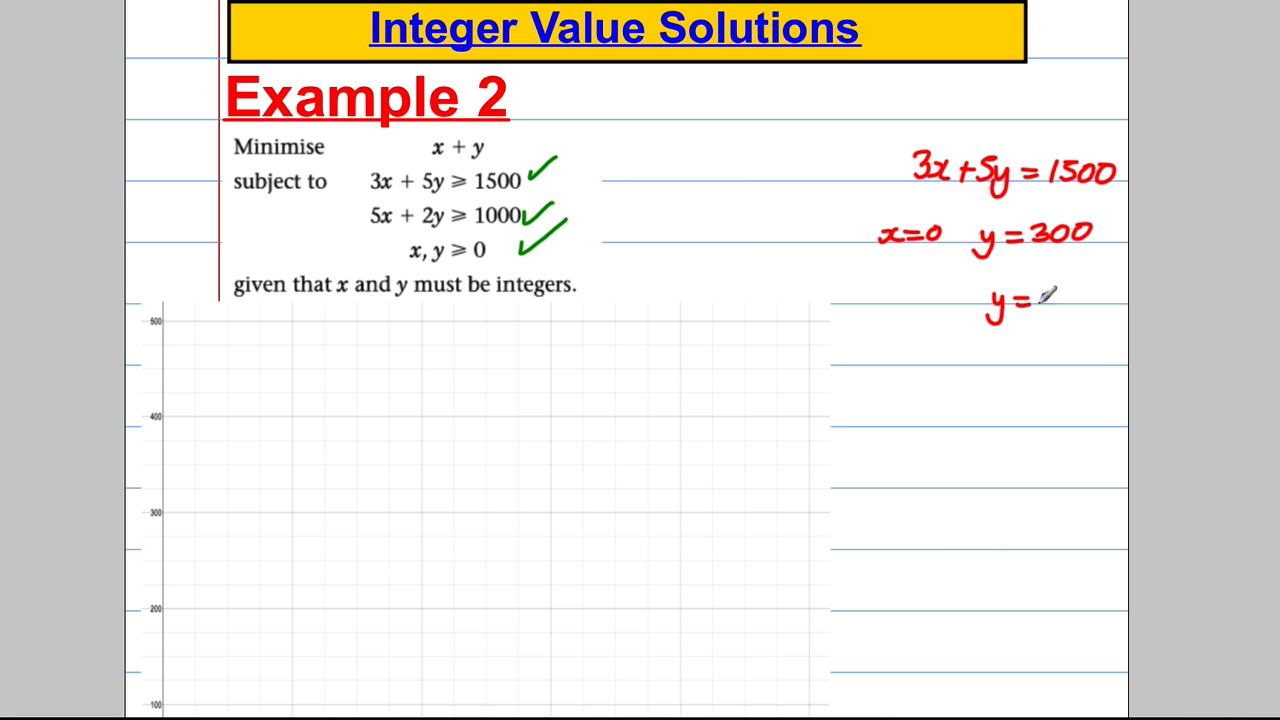 Integer Value Solutions
Example 2
Minimise x + y
subject to 3x + 5y ⩾ 1500
5x + 2y ⩾ 1000
x, y ⩾ 0
given that x and y must be integers.
3x + 5y = 1500
x = 0 y = 300
y =
500
400
300
200
100